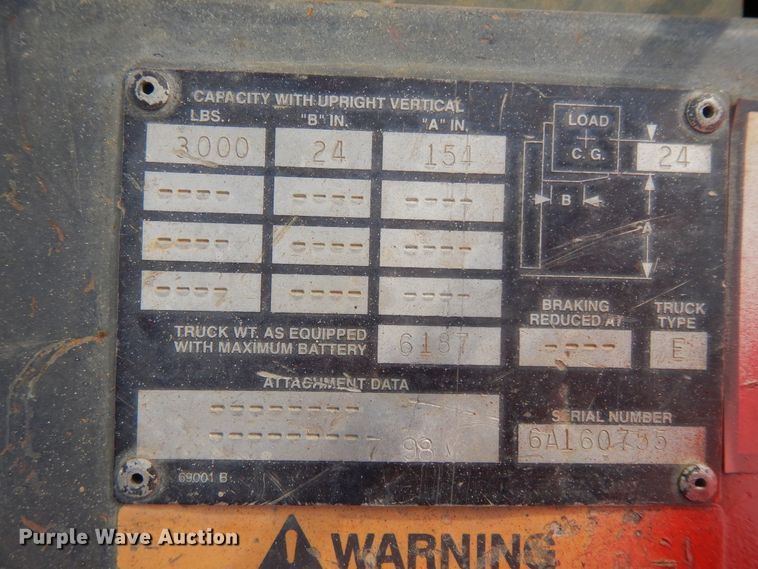 CAPACITY WITH UPRIGHT VERTICAL
LBS. "B" IN. "A" IN.
3000 24 154
---- ---- ----
---- ---- ----
---- ---- ----
LOAD
C. G.
24
B
A
TRUCK WT. AS EQUIPPED
WITH MAXIMUM BATTERY
6187
BRAKING
REDUCED AT
----
TRUCK
TYPE
E
ATTACHMENT DATA
--------
---------
98
SERIAL NUMBER
6A160735
69001 B
WARNING
Purple Wave Auction